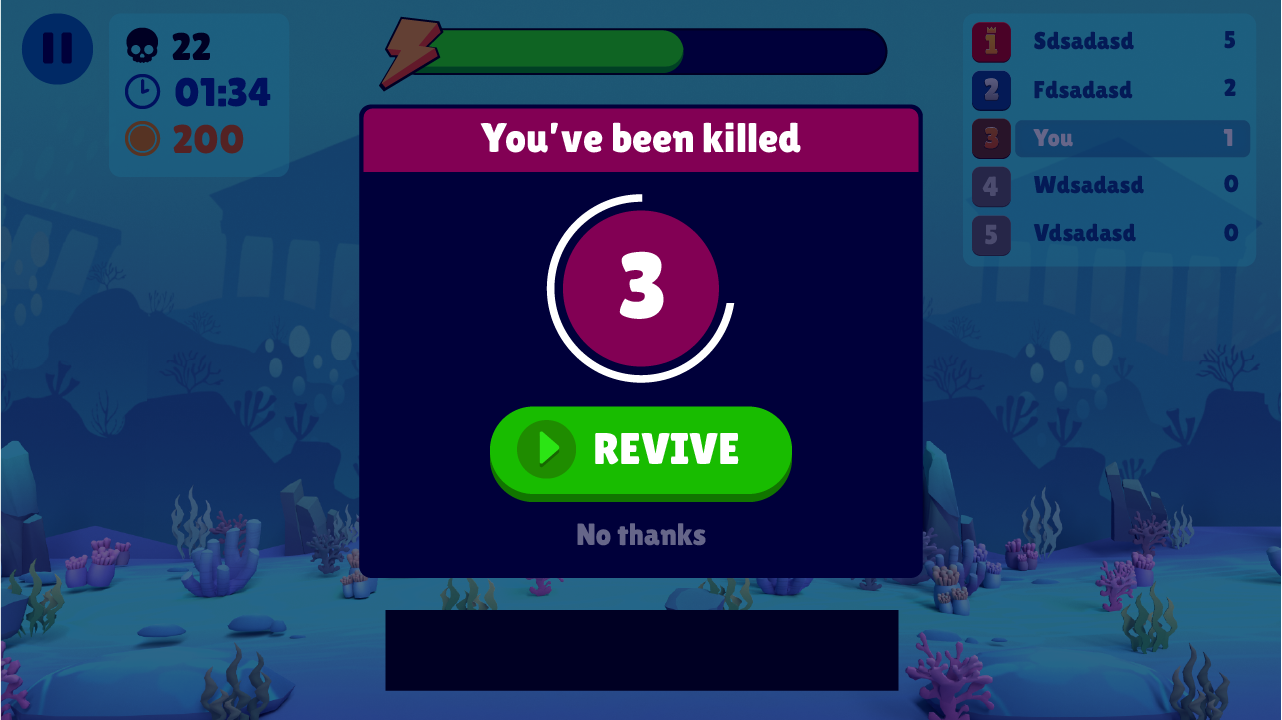 22
01:34
200
1 Sdsadasd 5
2 Fdsadasd 2
3 You 1
4 Wdsadasd 0
5 Vdsadasd 0
You've been killed
3
REVIVE
No thanks